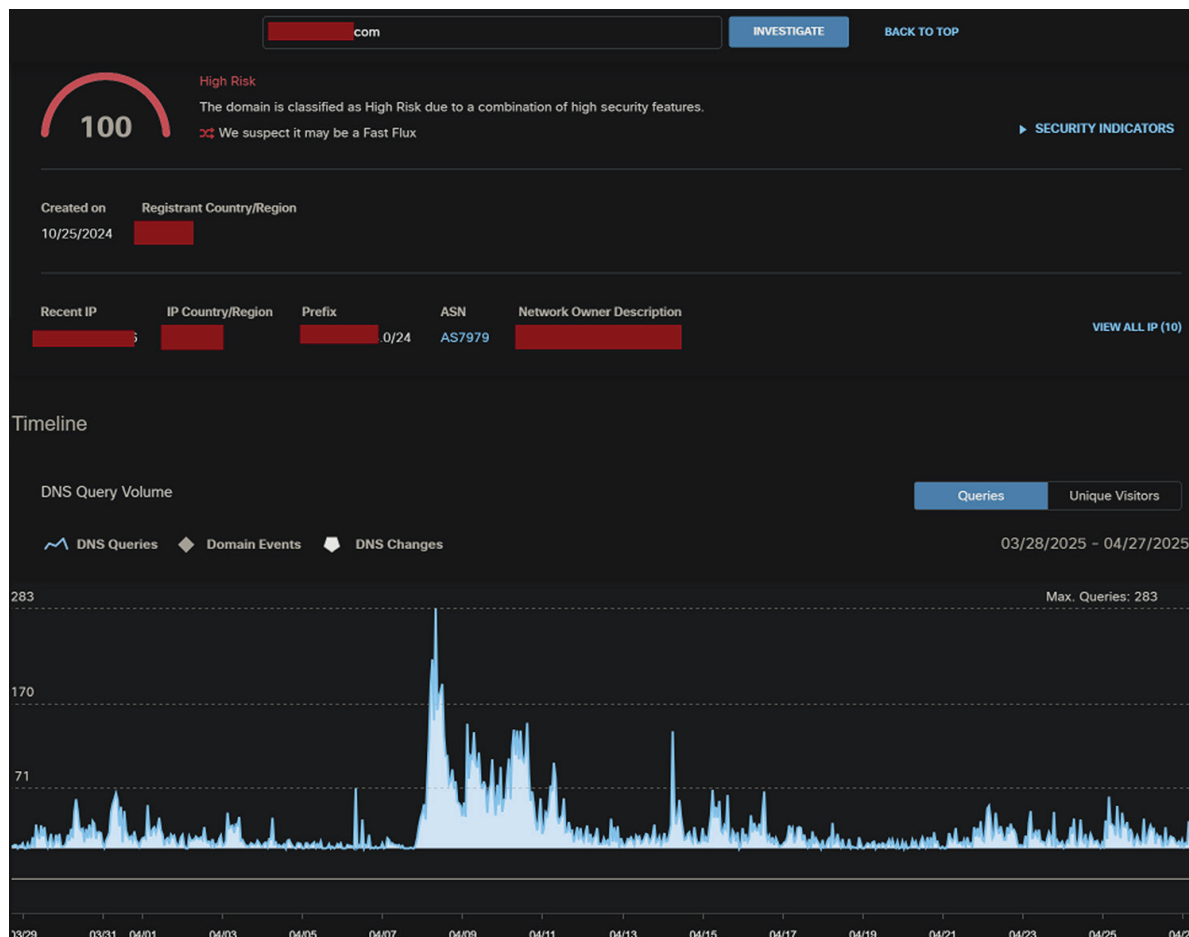 com INVESTIGATE BACK TO TOP
High Risk
100 The domain is classified as High Risk due to a combination of high security features.
We suspect it may be a Fast Flux
SECURITY INDICATORS
Created on Registrant Country/Region
10/25/2024
Recent IP IP Country/Region Prefix ASN Network Owner Description
.0/24 AS7979
VIEW ALL IP (10)
Timeline
DNS Query Volume
Queries Unique Visitors
DNS Queries Domain Events DNS Changes 03/28/2025 - 04/27/2025
283 Max. Queries: 283
170
71
03/29 03/31 04/01 04/03 04/05 04/07 04/09 04/11 04/13 04/15 04/17 04/19 04/21 04/23 04/25